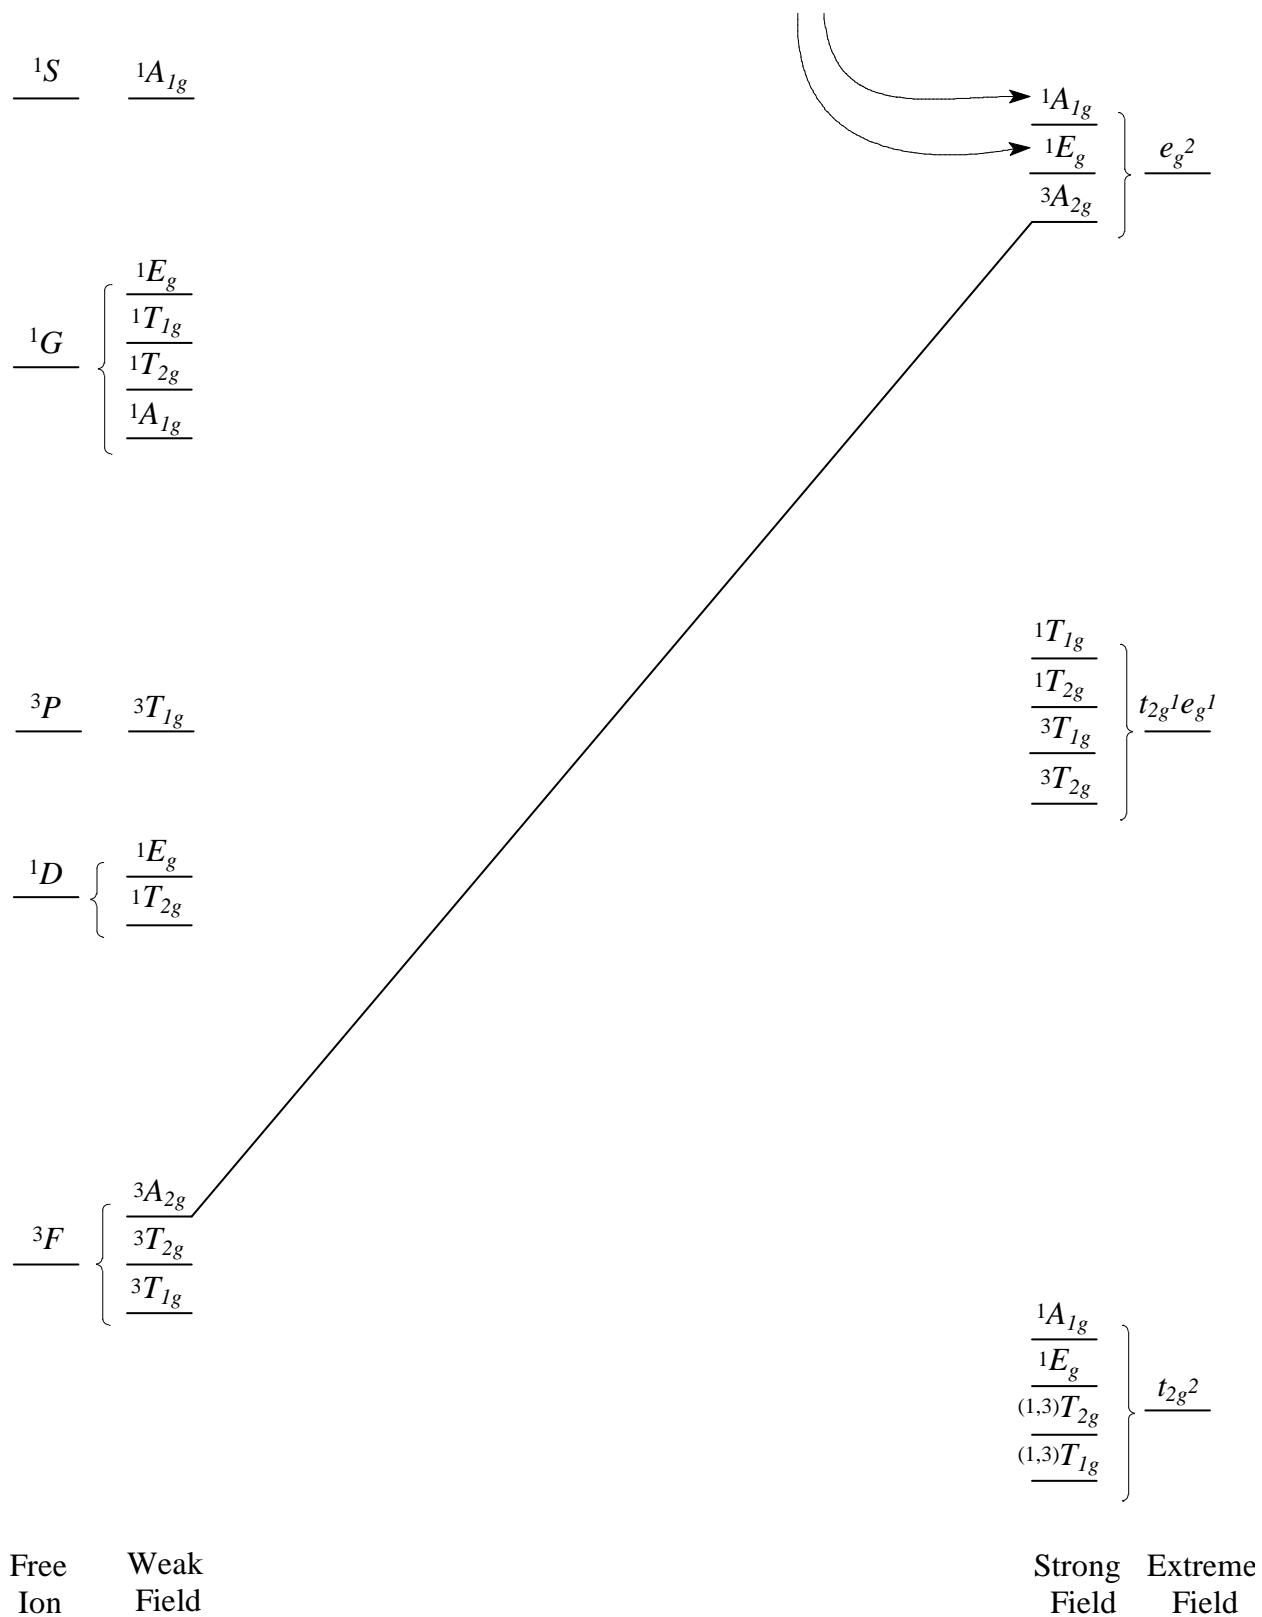 ¹S ¹A₁g
¹A₁g
¹Eg eg²
³A₂g
¹Eg
¹T₁g
¹G
¹T₂g
¹A₁g
¹T₁g
¹T₂g
³P ³T₁g t₂g¹eg¹
³T₁g
³T₂g
¹Eg
¹D
¹T₂g
³A₂g
³F ³T₂g
³T₁g
¹A₁g
¹Eg
t₂g²
(1,3)T₂g
(1,3)T₁g
Free Weak Strong Extreme
Ion Field Field Field